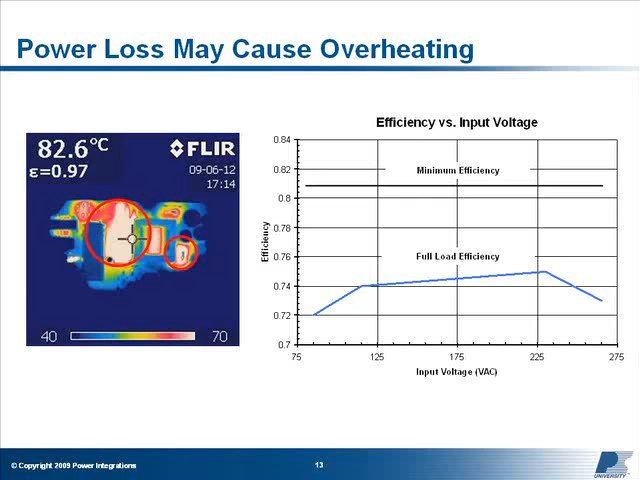 Power Loss May Cause Overheating
82.6°C
ε=0.97
FLIR
09-06-12
17:14
40
70
Efficiency vs. Input Voltage
0.84
0.82
0.8
0.78
0.76
0.74
0.72
0.7
Efficiency
Minimum Efficiency
Full Load Efficiency
75
125
175
225
275
Input Voltage (VAC)
© Copyright 2009 Power Integrations
13
UNIVERSITY